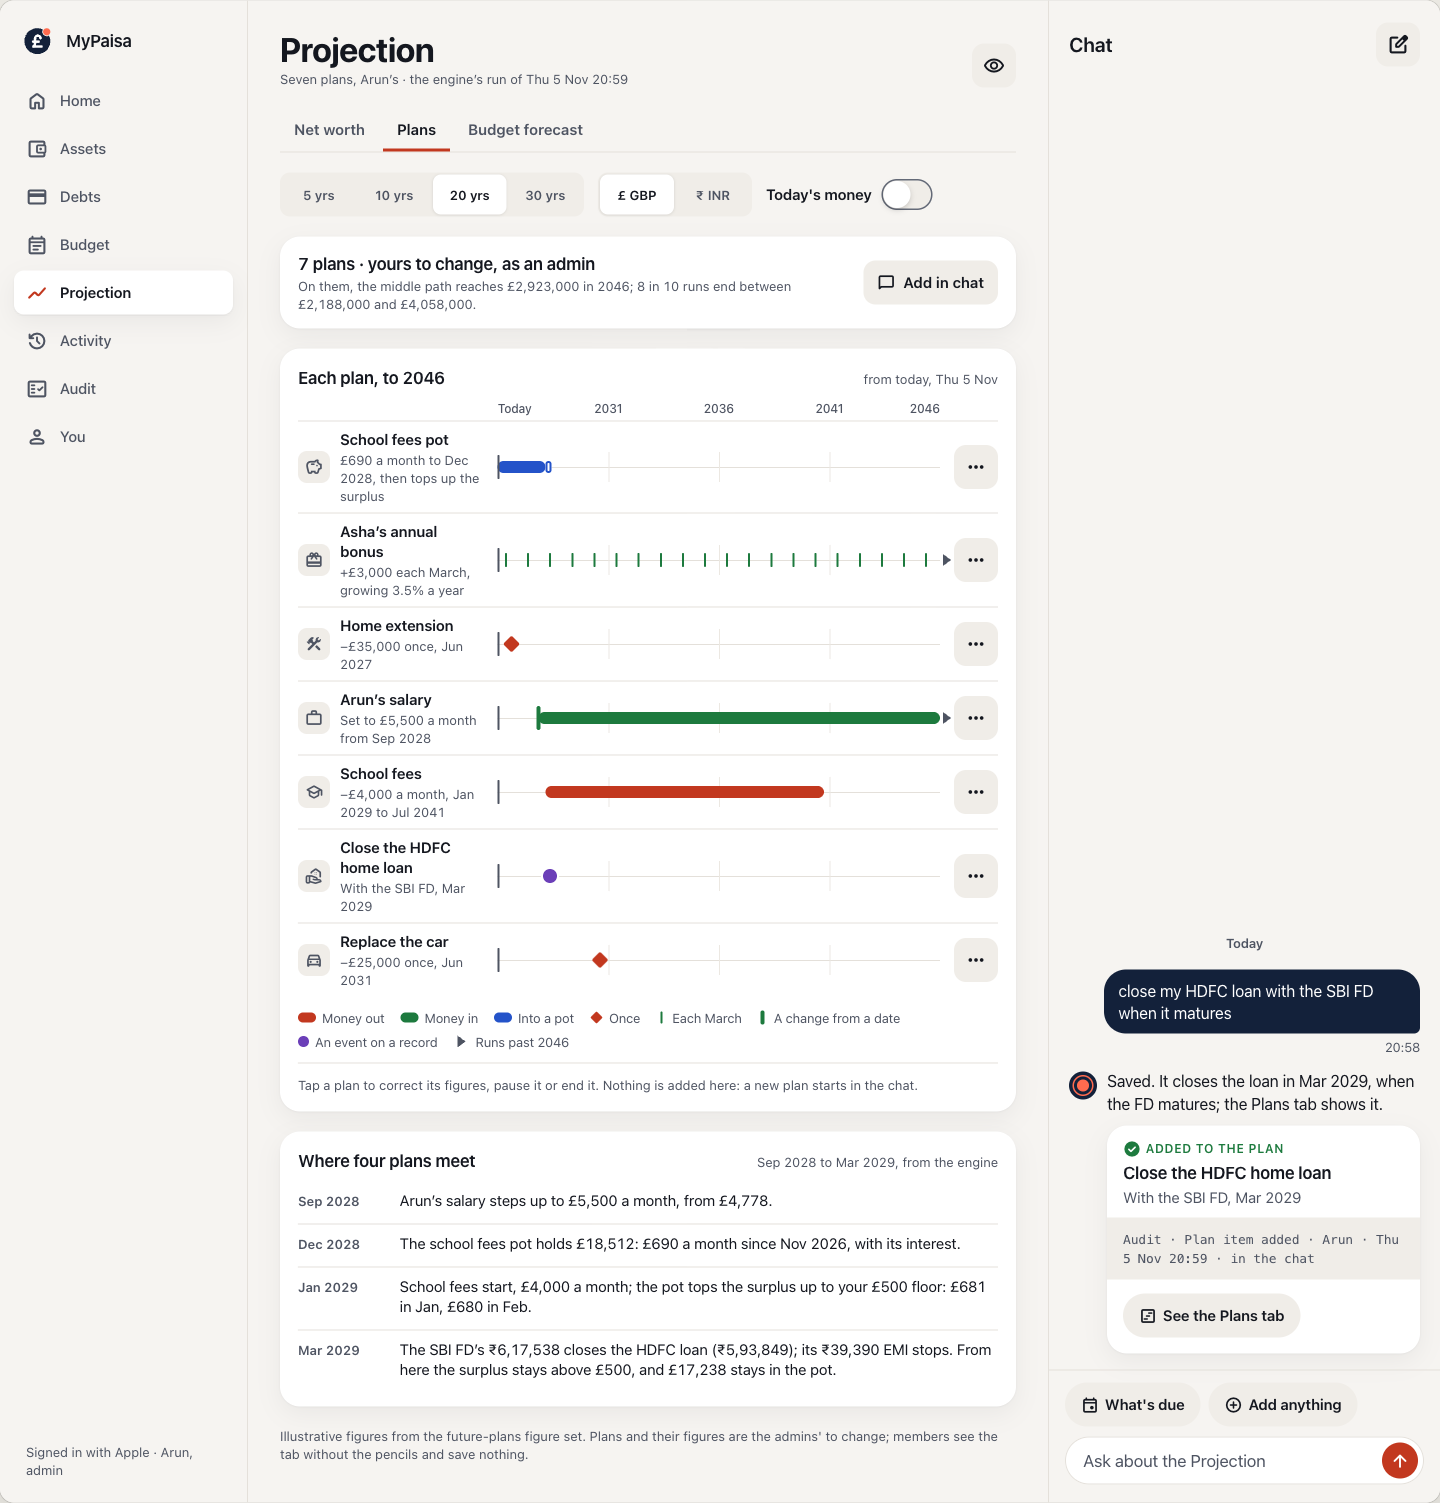 MyPaisa
Home
Assets
Debts
Budget
Projection
Activity
Audit
You
Signed in with Apple · Arun,
admin
Projection
Seven plans, Arun’s · the engine’s run of Thu 5 Nov 20:59
Net worth
Plans
Budget forecast
5 yrs
10 yrs
20 yrs
30 yrs
£ GBP
₹ INR
Today's money
7 plans · yours to change, as an admin
On them, the middle path reaches £2,923,000 in 2046; 8 in 10 runs end between
£2,188,000 and £4,058,000.
Add in chat
Each plan, to 2046
from today, Thu 5 Nov
Today
2031
2036
2041
2046
School fees pot
£690 a month to Dec
2028, then tops up the
surplus
Asha’s annual
bonus
+£3,000 each March,
growing 3.5% a year
Home extension
−£35,000 once, Jun
2027
Arun’s salary
Set to £5,500 a month
from Sep 2028
School fees
−£4,000 a month, Jan
2029 to Jul 2041
Close the HDFC
home loan
With the SBI FD, Mar
2029
Replace the car
−£25,000 once, Jun
2031
Money out
Money in
Into a pot
Once
Each March
A change from a date
An event on a record
Runs past 2046
Tap a plan to correct its figures, pause it or end it. Nothing is added here: a new plan starts in the chat.
Where four plans meet
Sep 2028 to Mar 2029, from the engine
Sep 2028
Arun’s salary steps up to £5,500 a month, from £4,778.
Dec 2028
The school fees pot holds £18,512: £690 a month since Nov 2026, with its interest.
Jan 2029
School fees start, £4,000 a month; the pot tops the surplus up to your £500 floor: £681
in Jan, £680 in Feb.
Mar 2029
The SBI FD’s ₹6,17,538 closes the HDFC loan (₹5,93,849); its ₹39,390 EMI stops. From
here the surplus stays above £500, and £17,238 stays in the pot.
Illustrative figures from the future-plans figure set. Plans and their figures are the admins' to change; members see the
tab without the pencils and save nothing.
Chat
Today
close my HDFC loan with the SBI FD
when it matures
20:58
Saved. It closes the loan in Mar 2029, when
the FD matures; the Plans tab shows it.
ADDED TO THE PLAN
Close the HDFC home loan
With the SBI FD, Mar 2029
Audit · Plan item added · Arun · Thu
5 Nov 20:59 · in the chat
See the Plans tab
What's due
Add anything
Ask about the Projection